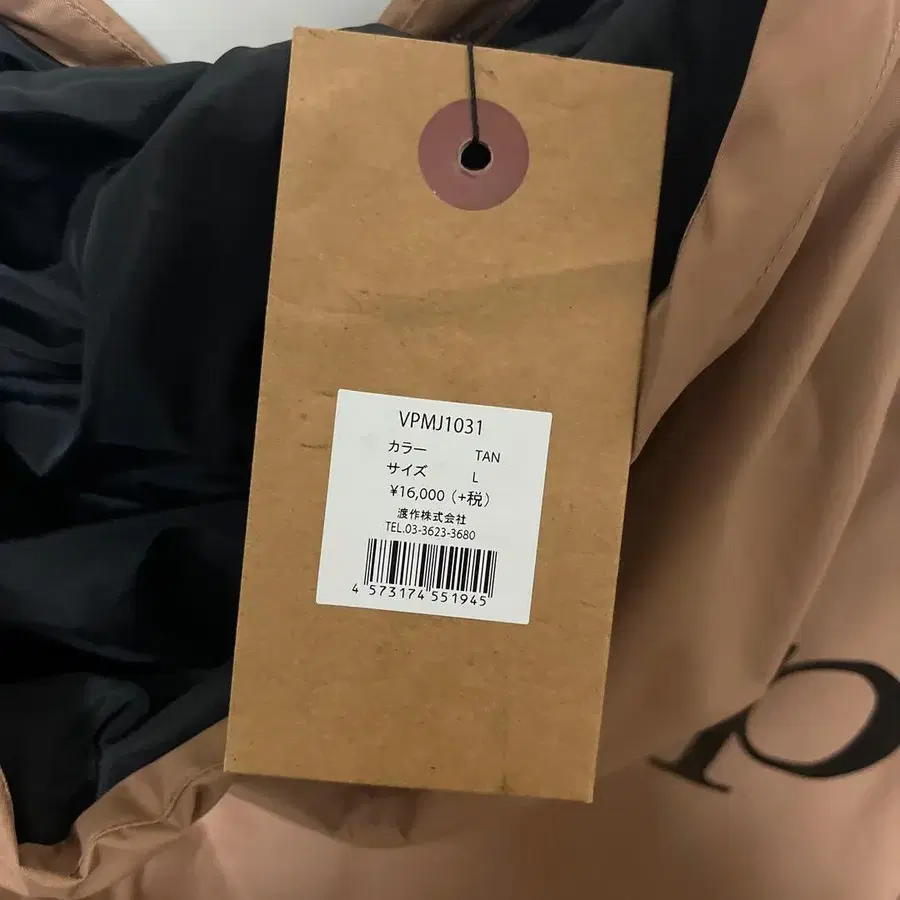 VPMJ1031
カラー TAN
サイズ L
¥16,000 (+税)
渡作株式会社
TEL.03-3623-3680
4 573174 551945
p